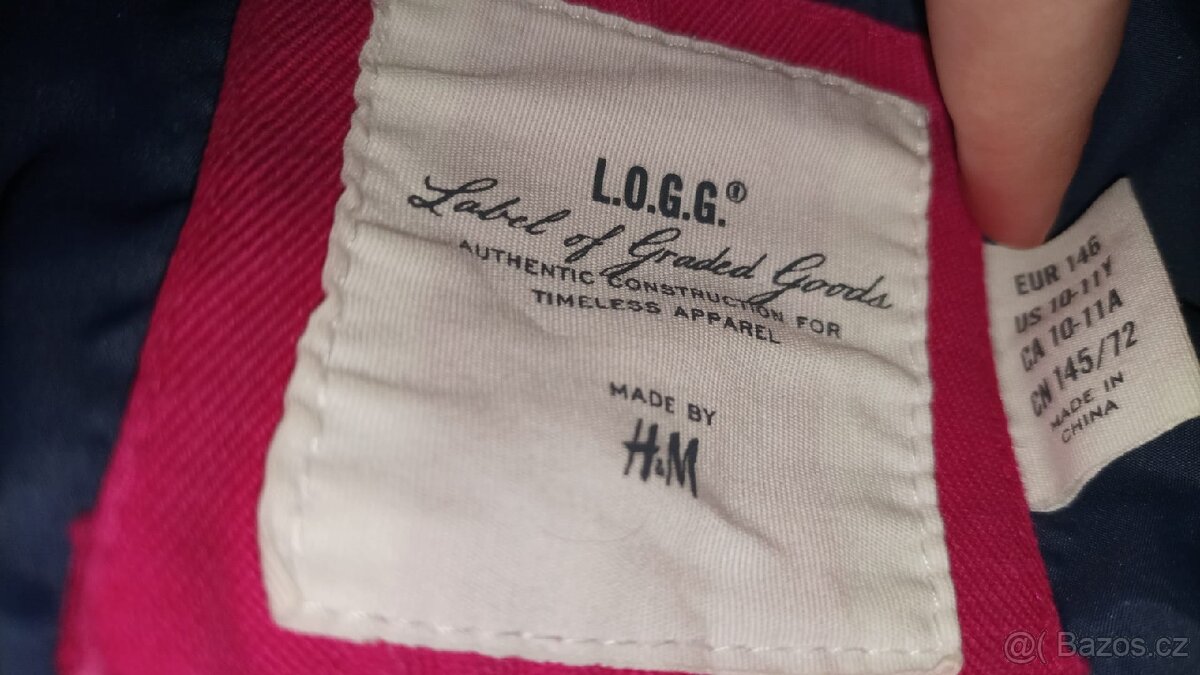 L.O.G.G.®
Label of Graded Goods
AUTHENTIC CONSTRUCTION FOR
TIMELESS APPAREL
MADE BY
H&M
EUR 146
US 10-11Y
CA 10-11A
CN 145/72
MADE IN
CHINA
@( Bazos.cz